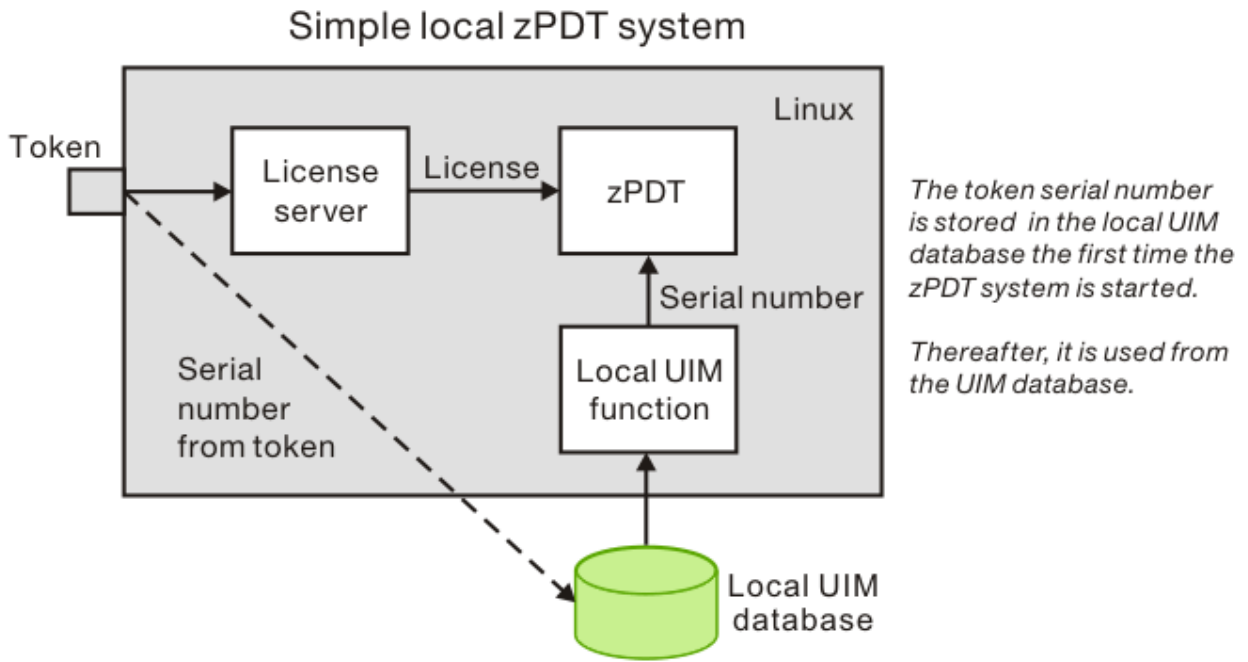 Simple local zPDT system
Linux
Token
License
server
License
zPDT
The token serial number
is stored in the local UIM
database the first time the
zPDT system is started.
Thereafter, it is used from
the UIM database.
Serial number
Serial
number
from token
Local UIM
function
Local UIM
database